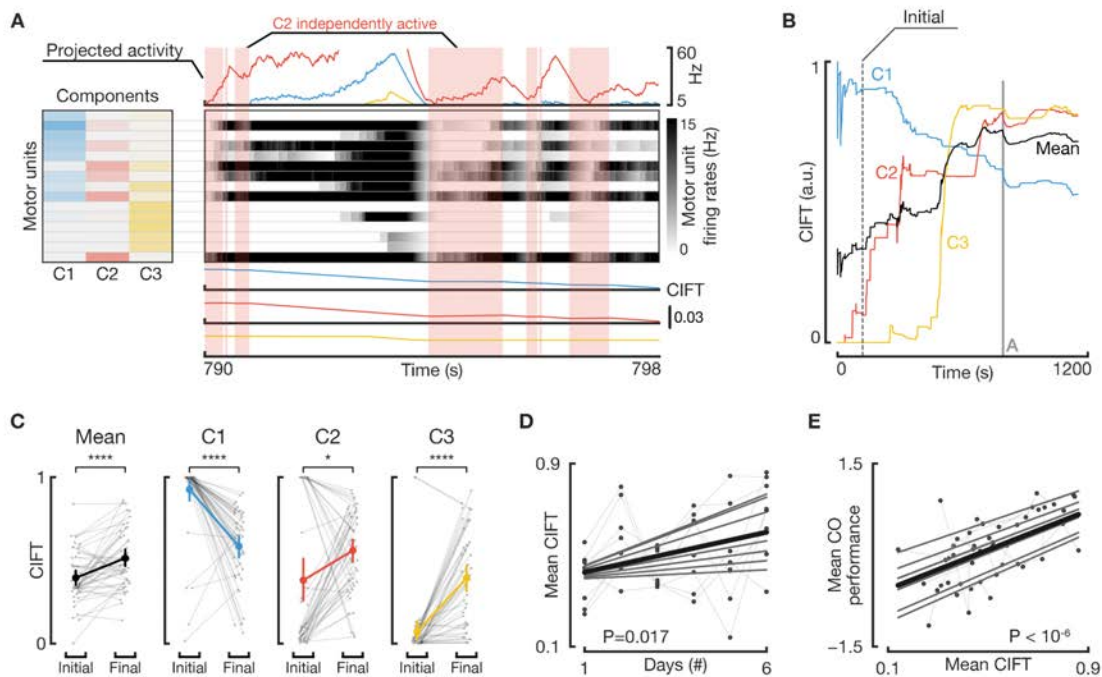 A
C2 independently active
Projected activity
60
Hz
5
Components
Motor units
C1 C2 C3
15
Motor unit
firing rates (Hz)
0
CIFT
0.03
790
Time (s)
798
B
Initial
1
C1
Mean
C2
CIFT (a.u.)
C3
0
A
0
Time (s)
1200
C
Mean
C1
C2
C3
****
****
*
****
1
CIFT
0
Initial Final
Initial Final
Initial Final
Initial Final
D
0.9
Mean CIFT
0.1
P=0.017
1
Days (#)
6
E
1.5
Mean CO
performance
-1.5
P < 10-6
0.1
Mean CIFT
0.9